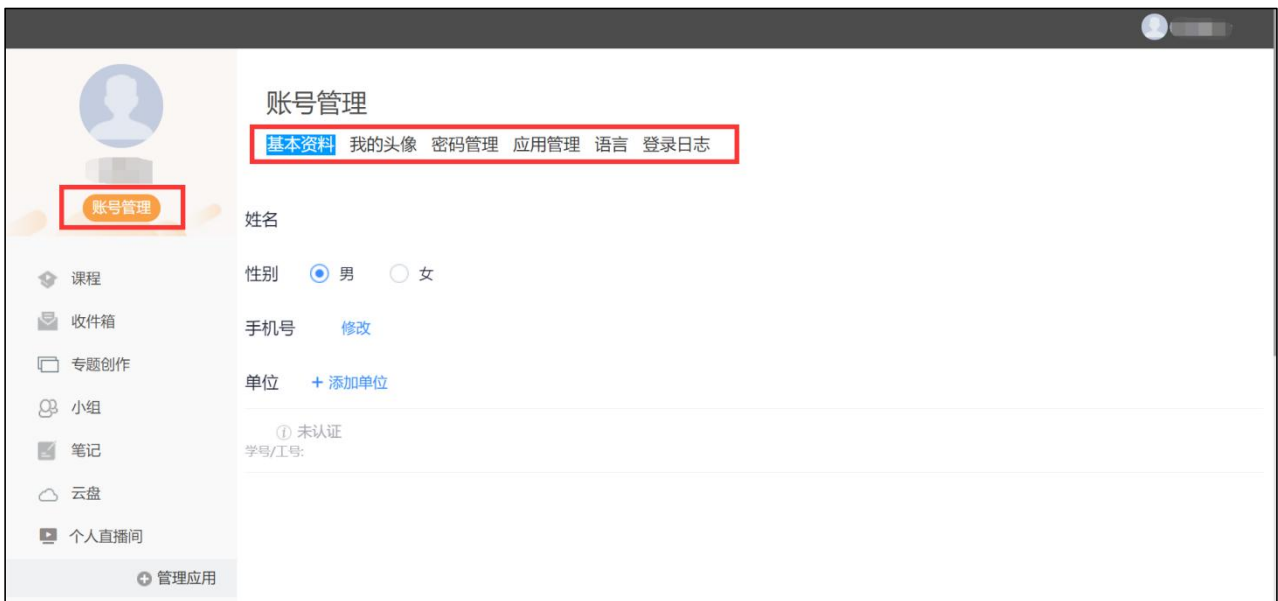 账号管理
课程
收件箱
专题创作
小组
笔记
云盘
个人直播间
管理应用
账号管理
基本资料 我的头像 密码管理 应用管理 语言 登录日志
姓名
性别 男 女
手机号 修改
单位 + 添加单位
未认证
学号/工号: